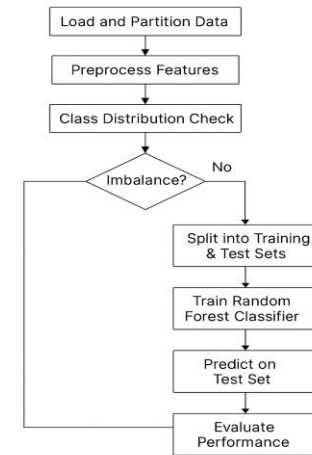 Load and Partition Data
Preprocess Features
Class Distribution Check
Imbalance?
No
Split into Training
& Test Sets
Train Random
Forest Classifier
Predict on
Test Set
Evaluate
Performance